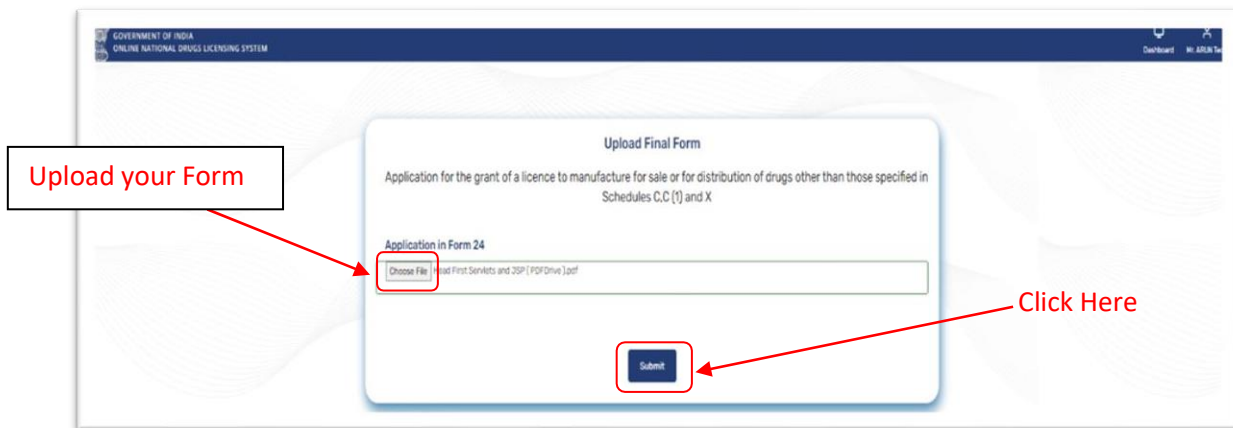 GOVERNMENT OF INDIA
ONLINE NATIONAL DRUGS LICENSING SYSTEM
Dashboard Mr. ARUN
Upload Final Form
Upload your Form
Application for the grant of a licence to manufacture for sale or for distribution of drugs other than those specified in
Schedules C,C (1) and X
Application in Form 24
Choose File Head First Servlets and JSP ( PDFDrive ).pdf
Click Here
Submit